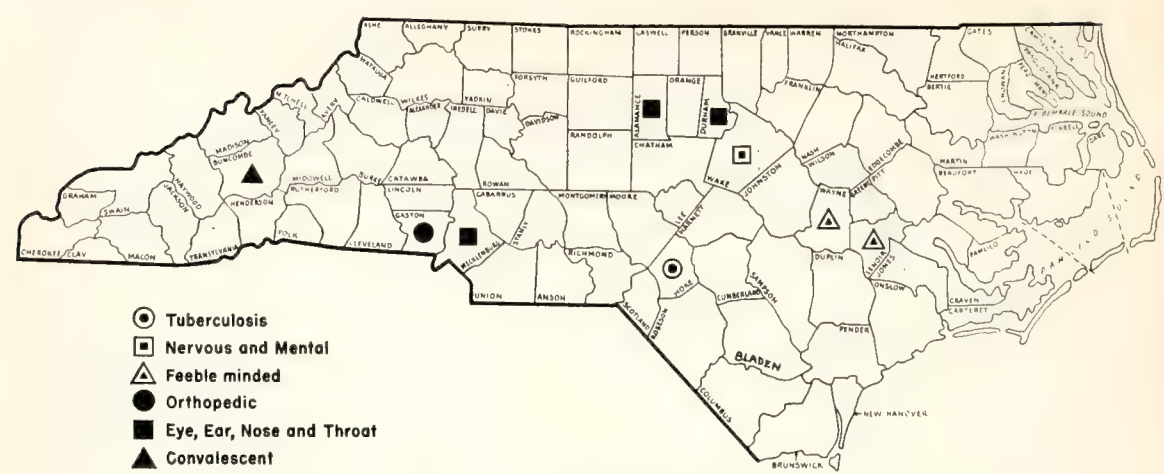 ASHE
ALLEGHANY
SURRY
STOKES
ROCKINGHAM
CASWELL
PERSON
GRANVILLE
VANCE
WARREN
NORTHAMPTON
HALIFAX
GATES
HERTFORD
BERTIE
CHOWAN
WATAUGA
WILKES
YADKIN
FORSYTH
GUILFORD
ALAMANCE
ORANGE
DURHAM
FRANKLIN
MITCHELL
AVERY
CALDWELL
ALEXANDER
IREDELL
DAVIE
DAVIDSON
RANDOLPH
CHATHAM
WAKE
JOHNSTON
NASH
WILSON
EDGECOMBE
MARTIN
BEAUFORT
HYDE
DARE
ALBEMARLE SOUND
YANCEY
MADISON
BUNCOMBE
HAYWOOD
JACKSON
HENDERSON
MCDOWELL
RUTHERFORD
BURKE
CATAWBA
LINCOLN
GASTON
ROWAN
CABARRUS
STANLY
MONTGOMERY
MOORE
LEE
HARNETT
WAYNE
PITT
GRAHAM
SWAIN
CHEROKEE
CLAY
MACON
TRANSYLVANIA
POLK
CLEVELAND
MECKLENBURG
UNION
ANSON
RICHMOND
SCOTLAND
HOKE
ROBESON
CUMBERLAND
SAMPSON
DUPLIN
LENOIR
JONES
ONSLOW
PAMLICO
PAMLICO SOUND
CRAVEN
CARTERET
PENDER
BLADEN
COLUMBUS
NEW HANOVER
BRUNSWICK
Tuberculosis
Nervous and Mental
Feeble minded
Orthopedic
Eye, Ear, Nose and Throat
Convalescent